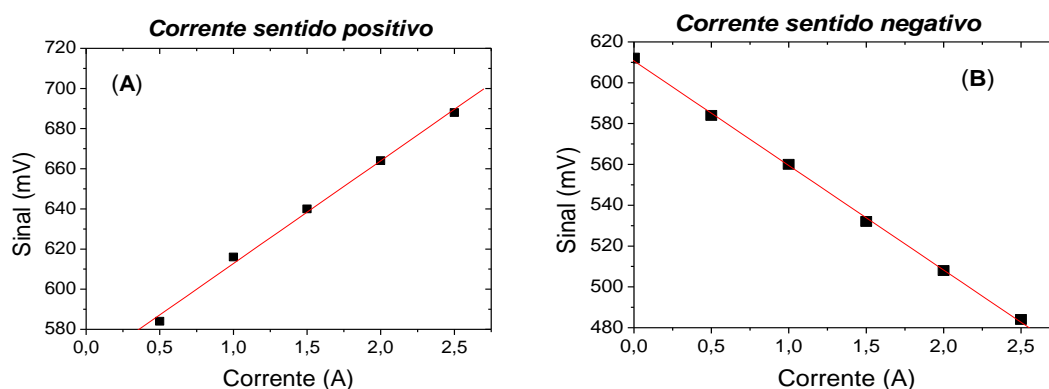 Corrente sentido positivo
(A)
Sinal (mV)
720
700
680
660
640
620
600
580
0,0 0,5 1,0 1,5 2,0 2,5
Corrente (A)
Corrente sentido negativo
(B)
Sinal (mV)
620
600
580
560
540
520
500
480
0,0 0,5 1,0 1,5 2,0 2,5
Corrente (A)